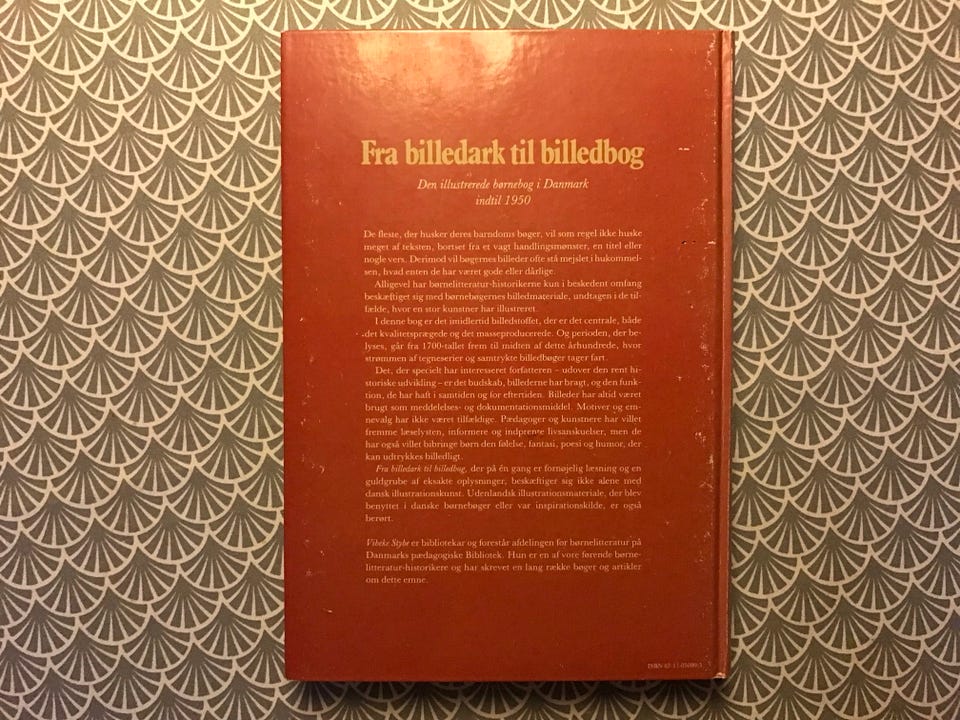 Fra billedark til billedbog
Den illustrerede børnebog i Danmark
indtil 1950
De fleste, der husker deres barndoms bøger, vil som regel ikke huske
meget af teksten, bortset fra et vagt handlingsmønster, en titel eller
nogle vers. Derimod vil bøgernes billeder ofte stå mejslet i hukommel-
sen, hvad enten de har været gode eller dårlige.
Alligevel har børnelitteratur-historikerne kun i beskedent omfang
beskæftiget sig med børnebøgernes billedmateriale, undtagen i de til-
fælde, hvor en stor kunstner har illustreret.
I denne bog er det imidlertid billedstoffet, der er det centrale, både
det kvalitetsprægede og det masseproducerede. Og perioden, der be-
lyses, går fra 1700-tallet frem til midten af dette århundrede, hvor
strømmen af tegneserier og samtrykte billedbøger tager fart.
Det, der specielt har interesseret forfatteren – udover den rent hi-
storiske udvikling – er det budskab, billederne har bragt, og den funk-
tion, de har haft i samtiden og for eftertiden. Billeder har altid været
brugt som meddelelses- og dokumentationsmiddel. Motiver og em-
nevalg har ikke været tilfældige. Pædagoger og kunstnere har villet
fremme læselysten, informere og indprente livsanskuelser, men de
har også villet bibringe børn den følelse, fantasi, poesi og humor, der
kan udtrykkes billedligt.
Fra billedark til billedbog, der på én gang er fornøjelig læsning og en
guldgrube af eksakte oplysninger, beskæftiger sig ikke alene med
dansk illustrationskunst. Udenlandsk illustrationsmateriale, der blev
benyttet i danske børnebøger eller var inspirationskilde, er også
berørt.
Vibeke Stybe er bibliotekar og forestår afdelingen for børnelitteratur på
Danmarks pædagogiske Bibliotek. Hun er en af vore førende børne-
litteratur-historikere og har skrevet en lang række bøger og artikler
om dette emne.
ISBN